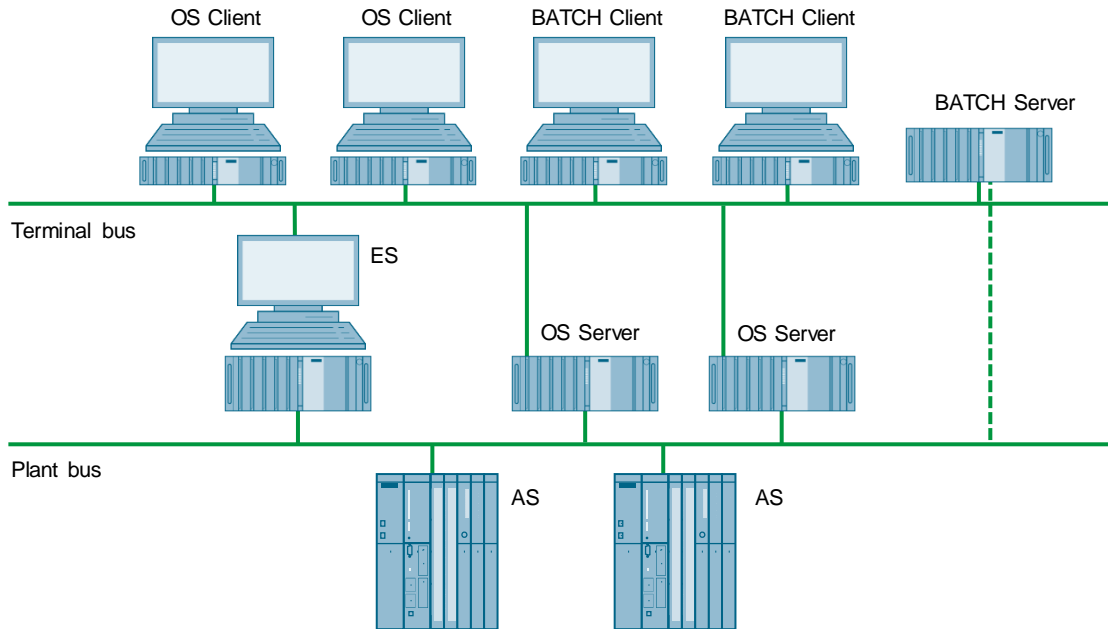 OS Client
OS Client
BATCH Client
BATCH Client
BATCH Server
Terminal bus
ES
OS Server
OS Server
Plant bus
AS
AS